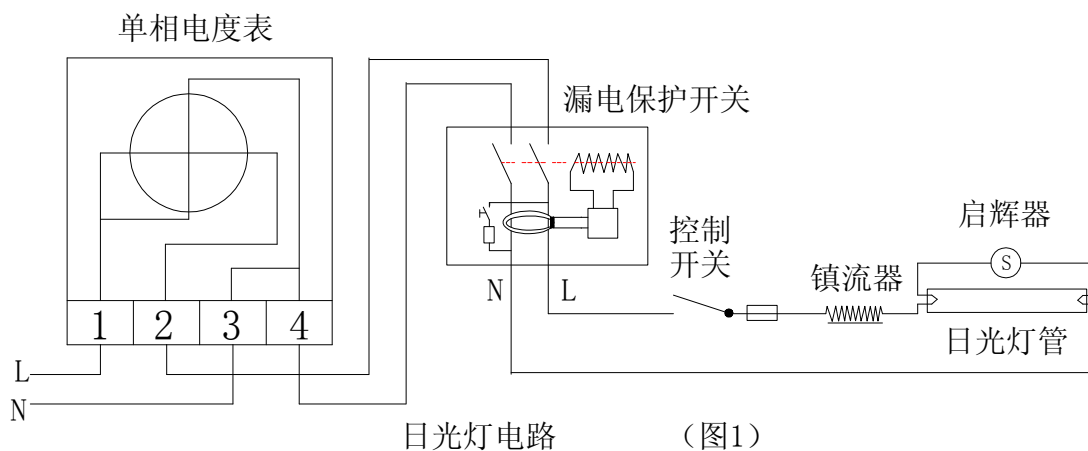 单相电度表
漏电保护开关
1 2 3 4
L
N
N L
控制
开关
镇流器
启辉器
S
日光灯管
日光灯电路 （图1）